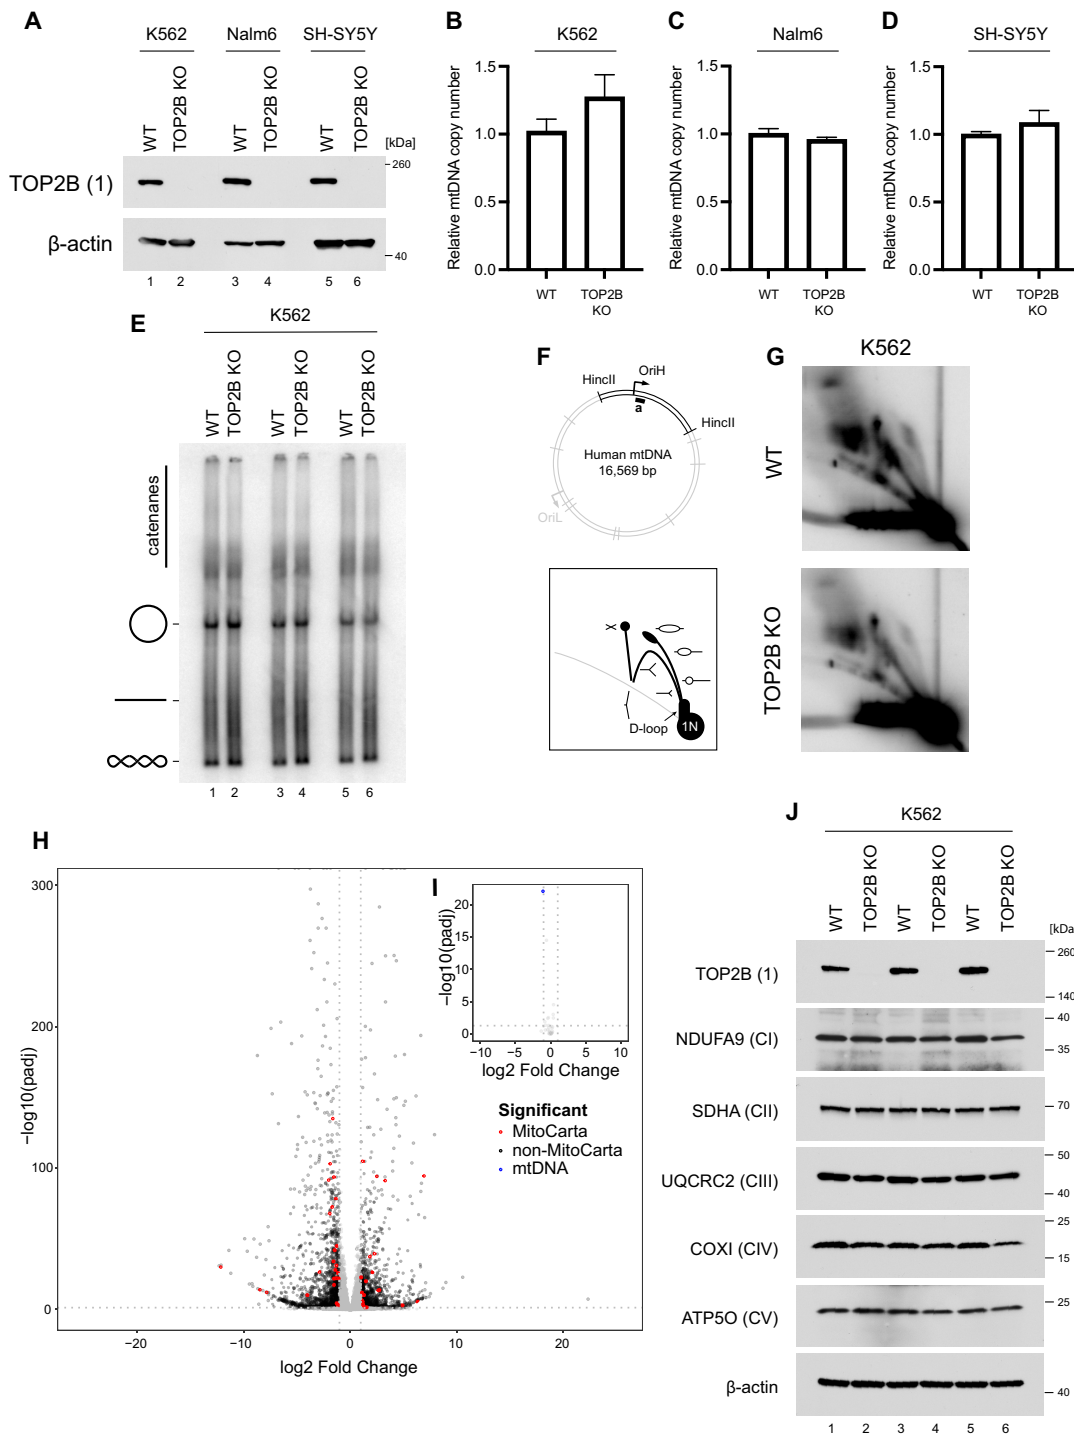 A
K562
Nalm6
SH-SY5Y
WT
TOP2B KO
WT
TOP2B KO
WT
TOP2B KO
[kDa]
TOP2B (1)
260
β-actin
40
1 2 3 4 5 6
B
K562
Relative mtDNA copy number
1.5
1.0
0.5
0.0
WT
TOP2B
KO
C
Nalm6
Relative mtDNA copy number
1.5
1.0
0.5
0.0
WT
TOP2B
KO
D
SH-SY5Y
Relative mtDNA copy number
1.5
1.0
0.5
0.0
WT
TOP2B
KO
E
K562
WT
TOP2B KO
WT
TOP2B KO
WT
TOP2B KO
catenanes
1 2 3 4 5 6
F
HincII
OriH
a
HincII
Human mtDNA
16,569 bp
OriL
D-loop
1N
G
K562
WT
TOP2B KO
H
−log10(padj)
300
200
100
0
−20
−10
0
10
20
log2 Fold Change
I
−log10(padj)
20
15
10
5
0
−10
−5
0
5
10
log2 Fold Change
Significant
MitoCarta
non-MitoCarta
mtDNA
J
K562
WT
TOP2B KO
WT
TOP2B KO
WT
TOP2B KO
[kDa]
TOP2B (1)
260
140
NDUFA9 (CI)
40
35
SDHA (CII)
70
UQCRC2 (CIII)
50
40
COXI (CIV)
25
15
ATP5O (CV)
25
β-actin
40
1 2 3 4 5 6